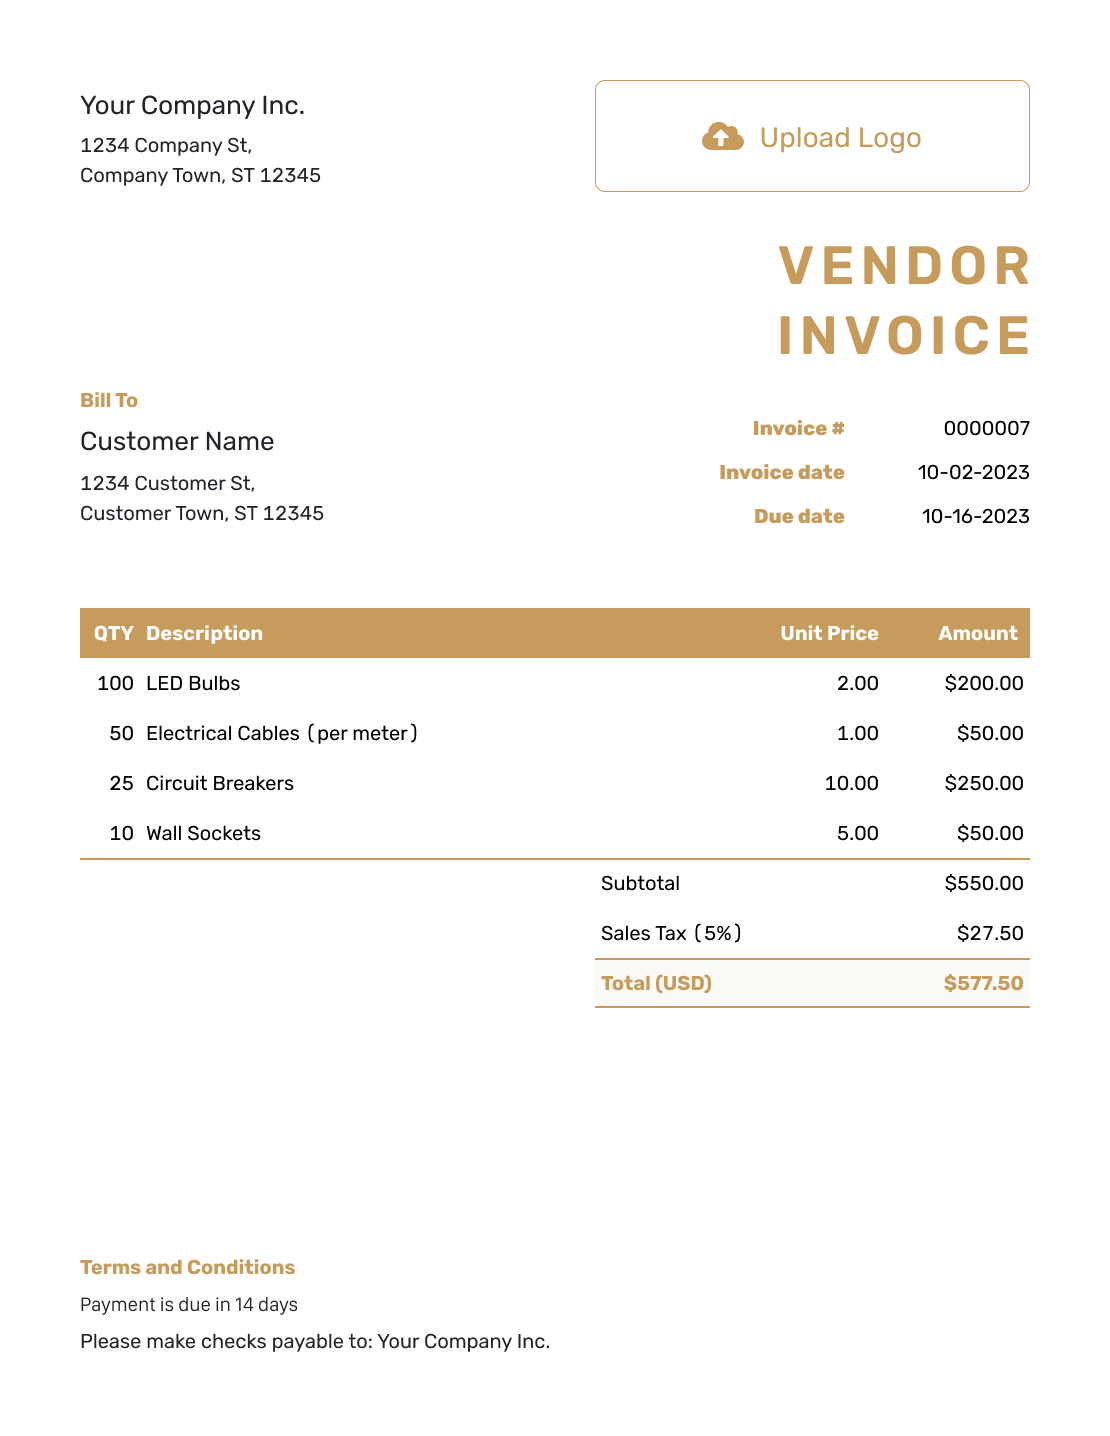 Your Company Inc.
1234 Company St,
Company Town, ST 12345
Upload Logo
VENDOR
INVOICE
Bill To
Customer Name
1234 Customer St,
Customer Town, ST 12345
Invoice # 0000007
Invoice date 10-02-2023
Due date 10-16-2023
QTY Description Unit Price Amount
100 LED Bulbs 2.00 $200.00
50 Electrical Cables (per meter) 1.00 $50.00
25 Circuit Breakers 10.00 $250.00
10 Wall Sockets 5.00 $50.00
Subtotal $550.00
Sales Tax (5%) $27.50
Total (USD) $577.50
Terms and Conditions
Payment is due in 14 days
Please make checks payable to: Your Company Inc.